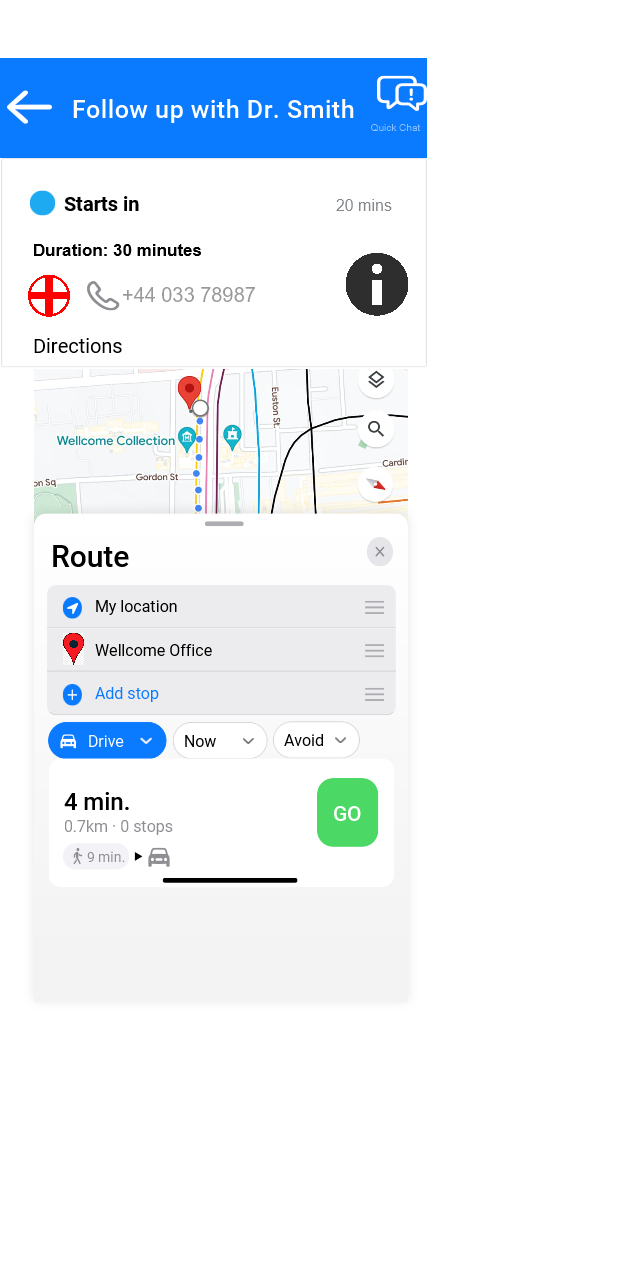 Follow up with Dr. Smith
Quick Chat
Starts in
20 mins
Duration: 30 minutes
+44 033 78987
Directions
Euston St.
Wellcome Collection
Gordon St
Cardin
on Sq
Route
My location
Wellcome Office
Add stop
Drive
Now
Avoid
4 min.
GO
0.7km · 0 stops
9 min.